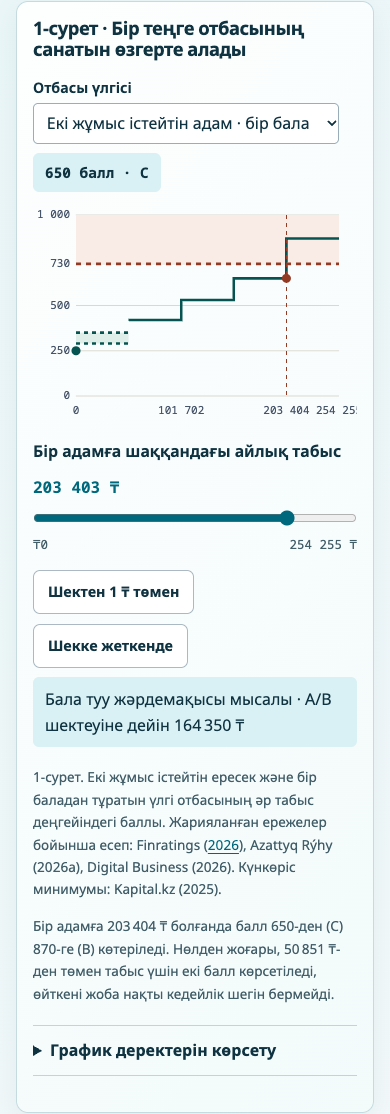 1-сурет · Бір теңге отбасының
санатын өзгерте алады
Отбасы үлгісі
Екі жұмыс істейтін адам · бір бала
650 балл · C
1 000
730
500
250
0
0 101 702 203 404 254 25
Бір адамға шаққандағы айлық табыс
203 403 ₸
₸0 254 255 ₸
Шектен 1 ₸ төмен
Шекке жеткенде
Бала туу жәрдемақысы мысалы · A/B
шектеуіне дейін 164 350 ₸
1-сурет. Екі жұмыс істейтін ересек және бір
баладан тұратын үлгі отбасының әр табыс
деңгейіндегі баллы. Жарияланған ережелер
бойынша есеп: Finratings (2026), Azattyq Rýhy
(2026a), Digital Business (2026). Күнкөріс
минимумы: Kapital.kz (2025).
Бір адамға 203 404 ₸ болғанда балл 650-ден (C)
870-ге (B) көтеріледі. Нөлден жоғары, 50 851 ₸-
ден төмен табыс үшін екі балл көрсетіледі,
өйткені жоба нақты кедейлік шегін бермейді.
График деректерін көрсету